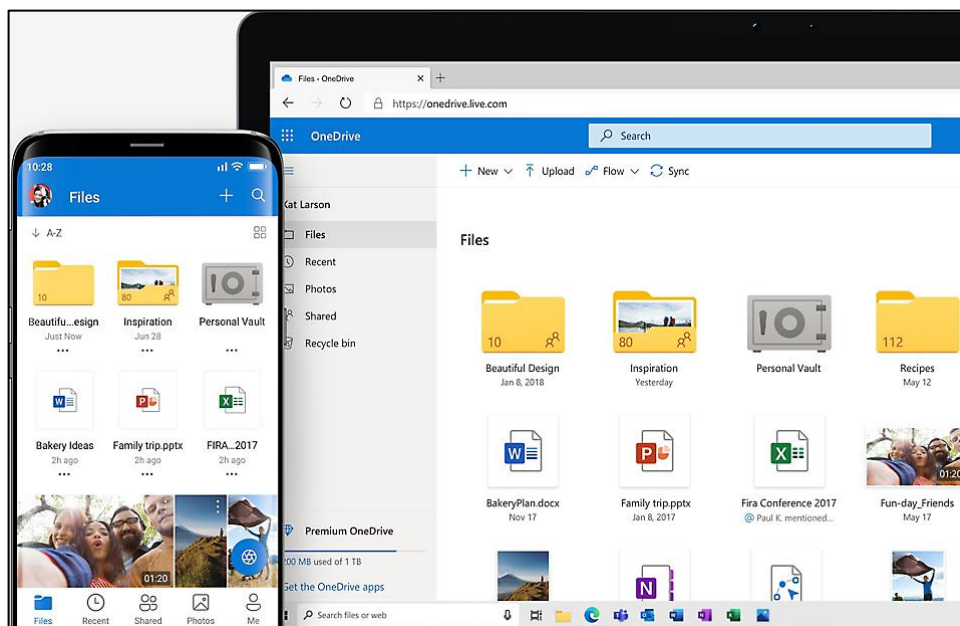 10:28
Files
A-Z
10
80
Beautifu...esign
Inspiration
Personal Vault
Just Now
Jun 28
Bakery Ideas
Family trip.pptx
FIRA...2017
2h ago
2h ago
2h ago
01:20
Files
Recent
Shared
Photos
Me
Files - OneDrive
https://onedrive.live.com
OneDrive
Search
New
Upload
Flow
Sync
Kat Larson
Files
Recent
Photos
Shared
Recycle bin
Premium OneDrive
200 MB used of 1 TB
Get the OneDrive apps
Files
10
80
112
Beautiful Design
Inspiration
Personal Vault
Recipes
Jan 8, 2018
Yesterday
May 12
W
P
X
01:20
BakeryPlan.docx
Family trip.pptx
Fira Conference 2017
Fun-day_Friends
Nov 17
Jan 8, 2017
@ Paul K. mentioned...
May 17
N
Search files or web